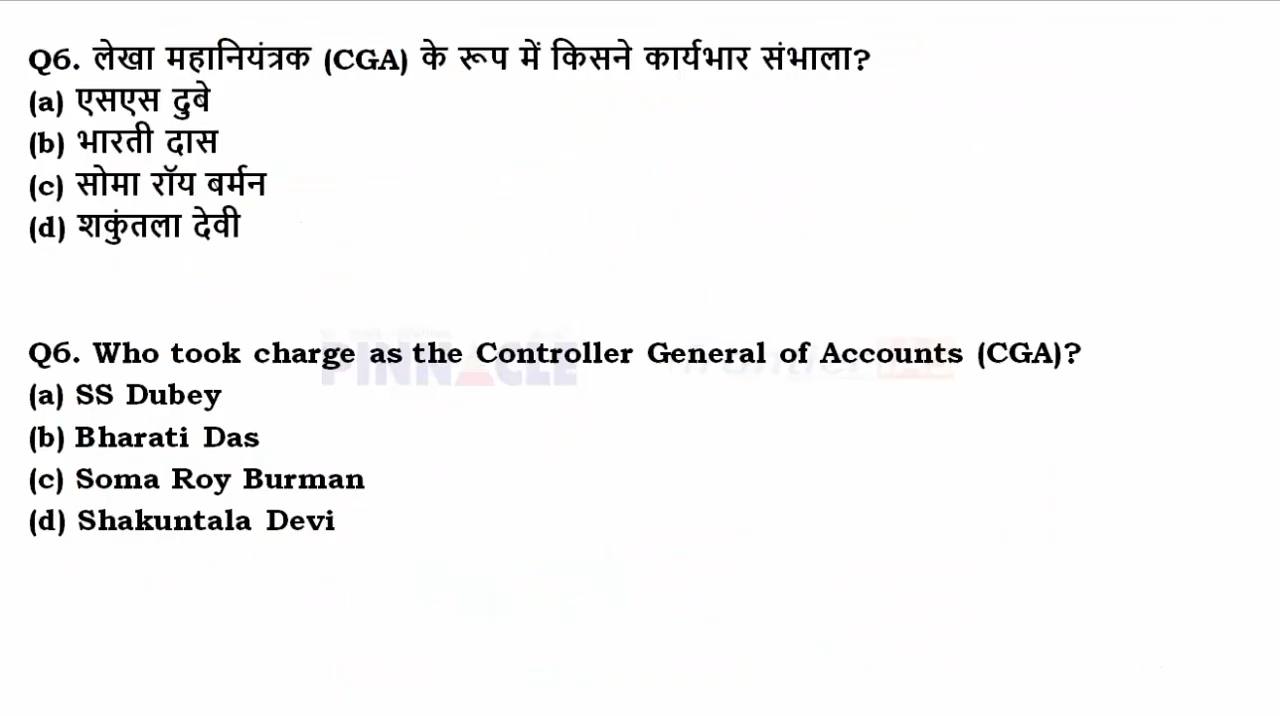 Q6. लेखा महानियंत्रक (CGA) के रूप में किसने कार्यभार संभाला?
(a) एसएस दुबे
(b) भारती दास
(c) सोमा रॉय बर्मन
(d) शकुंतला देवी
Q6. Who took charge as the Controller General of Accounts (CGA)?
PINNACLE
(a) SS Dubey
(b) Bharati Das
(c) Soma Roy Burman
(d) Shakuntala Devi